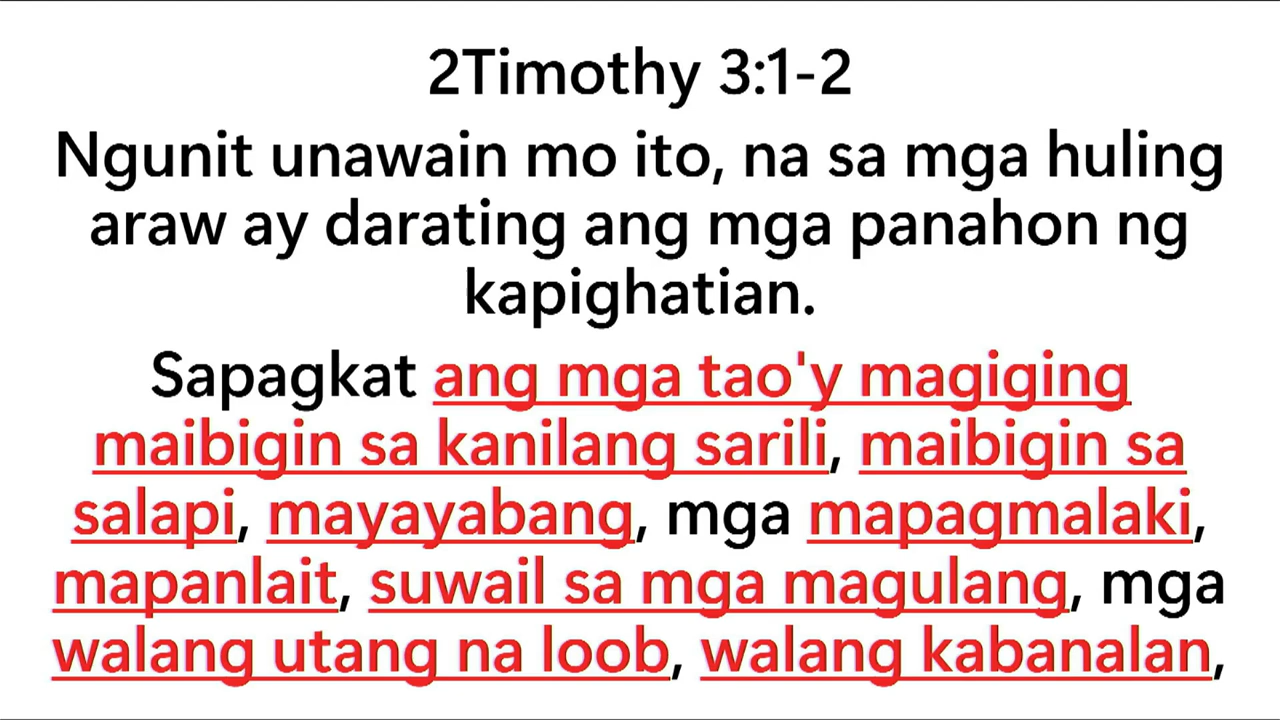 2Timothy 3:1-2
Ngunit unawain mo ito, na sa mga huling
araw ay darating ang mga panahon ng
kapighatian.
Sapagkat ang mga tao'y magiging
maibigin sa kanilang sarili, maibigin sa
salapi, mayayabang, mga mapagmalaki,
mapanlait, suwail sa mga magulang, mga
walang utang na loob, walang kabanalan,